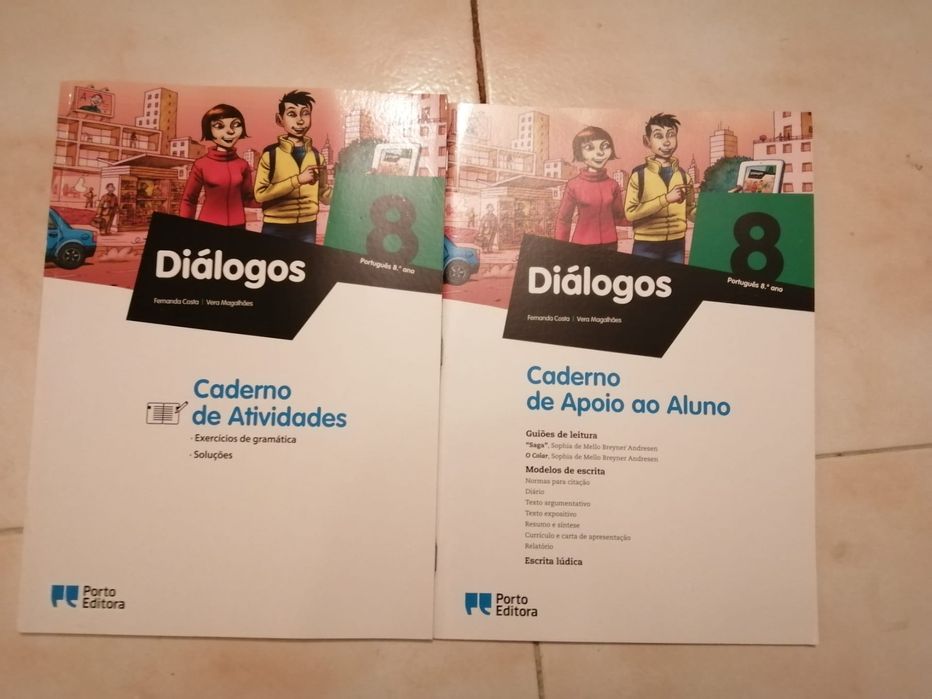 8
Português 8.º ano
Diálogos
Fernanda Costa | Vera Magalhães
Caderno
de Atividades
· Exercícios de gramática
· Soluções
Porto
Editora
8
Português 8.º ano
Diálogos
Fernanda Costa | Vera Magalhães
Caderno
de Apoio ao Aluno
Guiões de leitura
"Saga", Sophia de Mello Breyner Andresen
O Colar, Sophia de Mello Breyner Andresen
Modelos de escrita
Normas para citação
Diário
Texto argumentativo
Texto expositivo
Resumo e síntese
Currículo e carta de apresentação
Relatório
Escrita lúdica
Porto
Editora